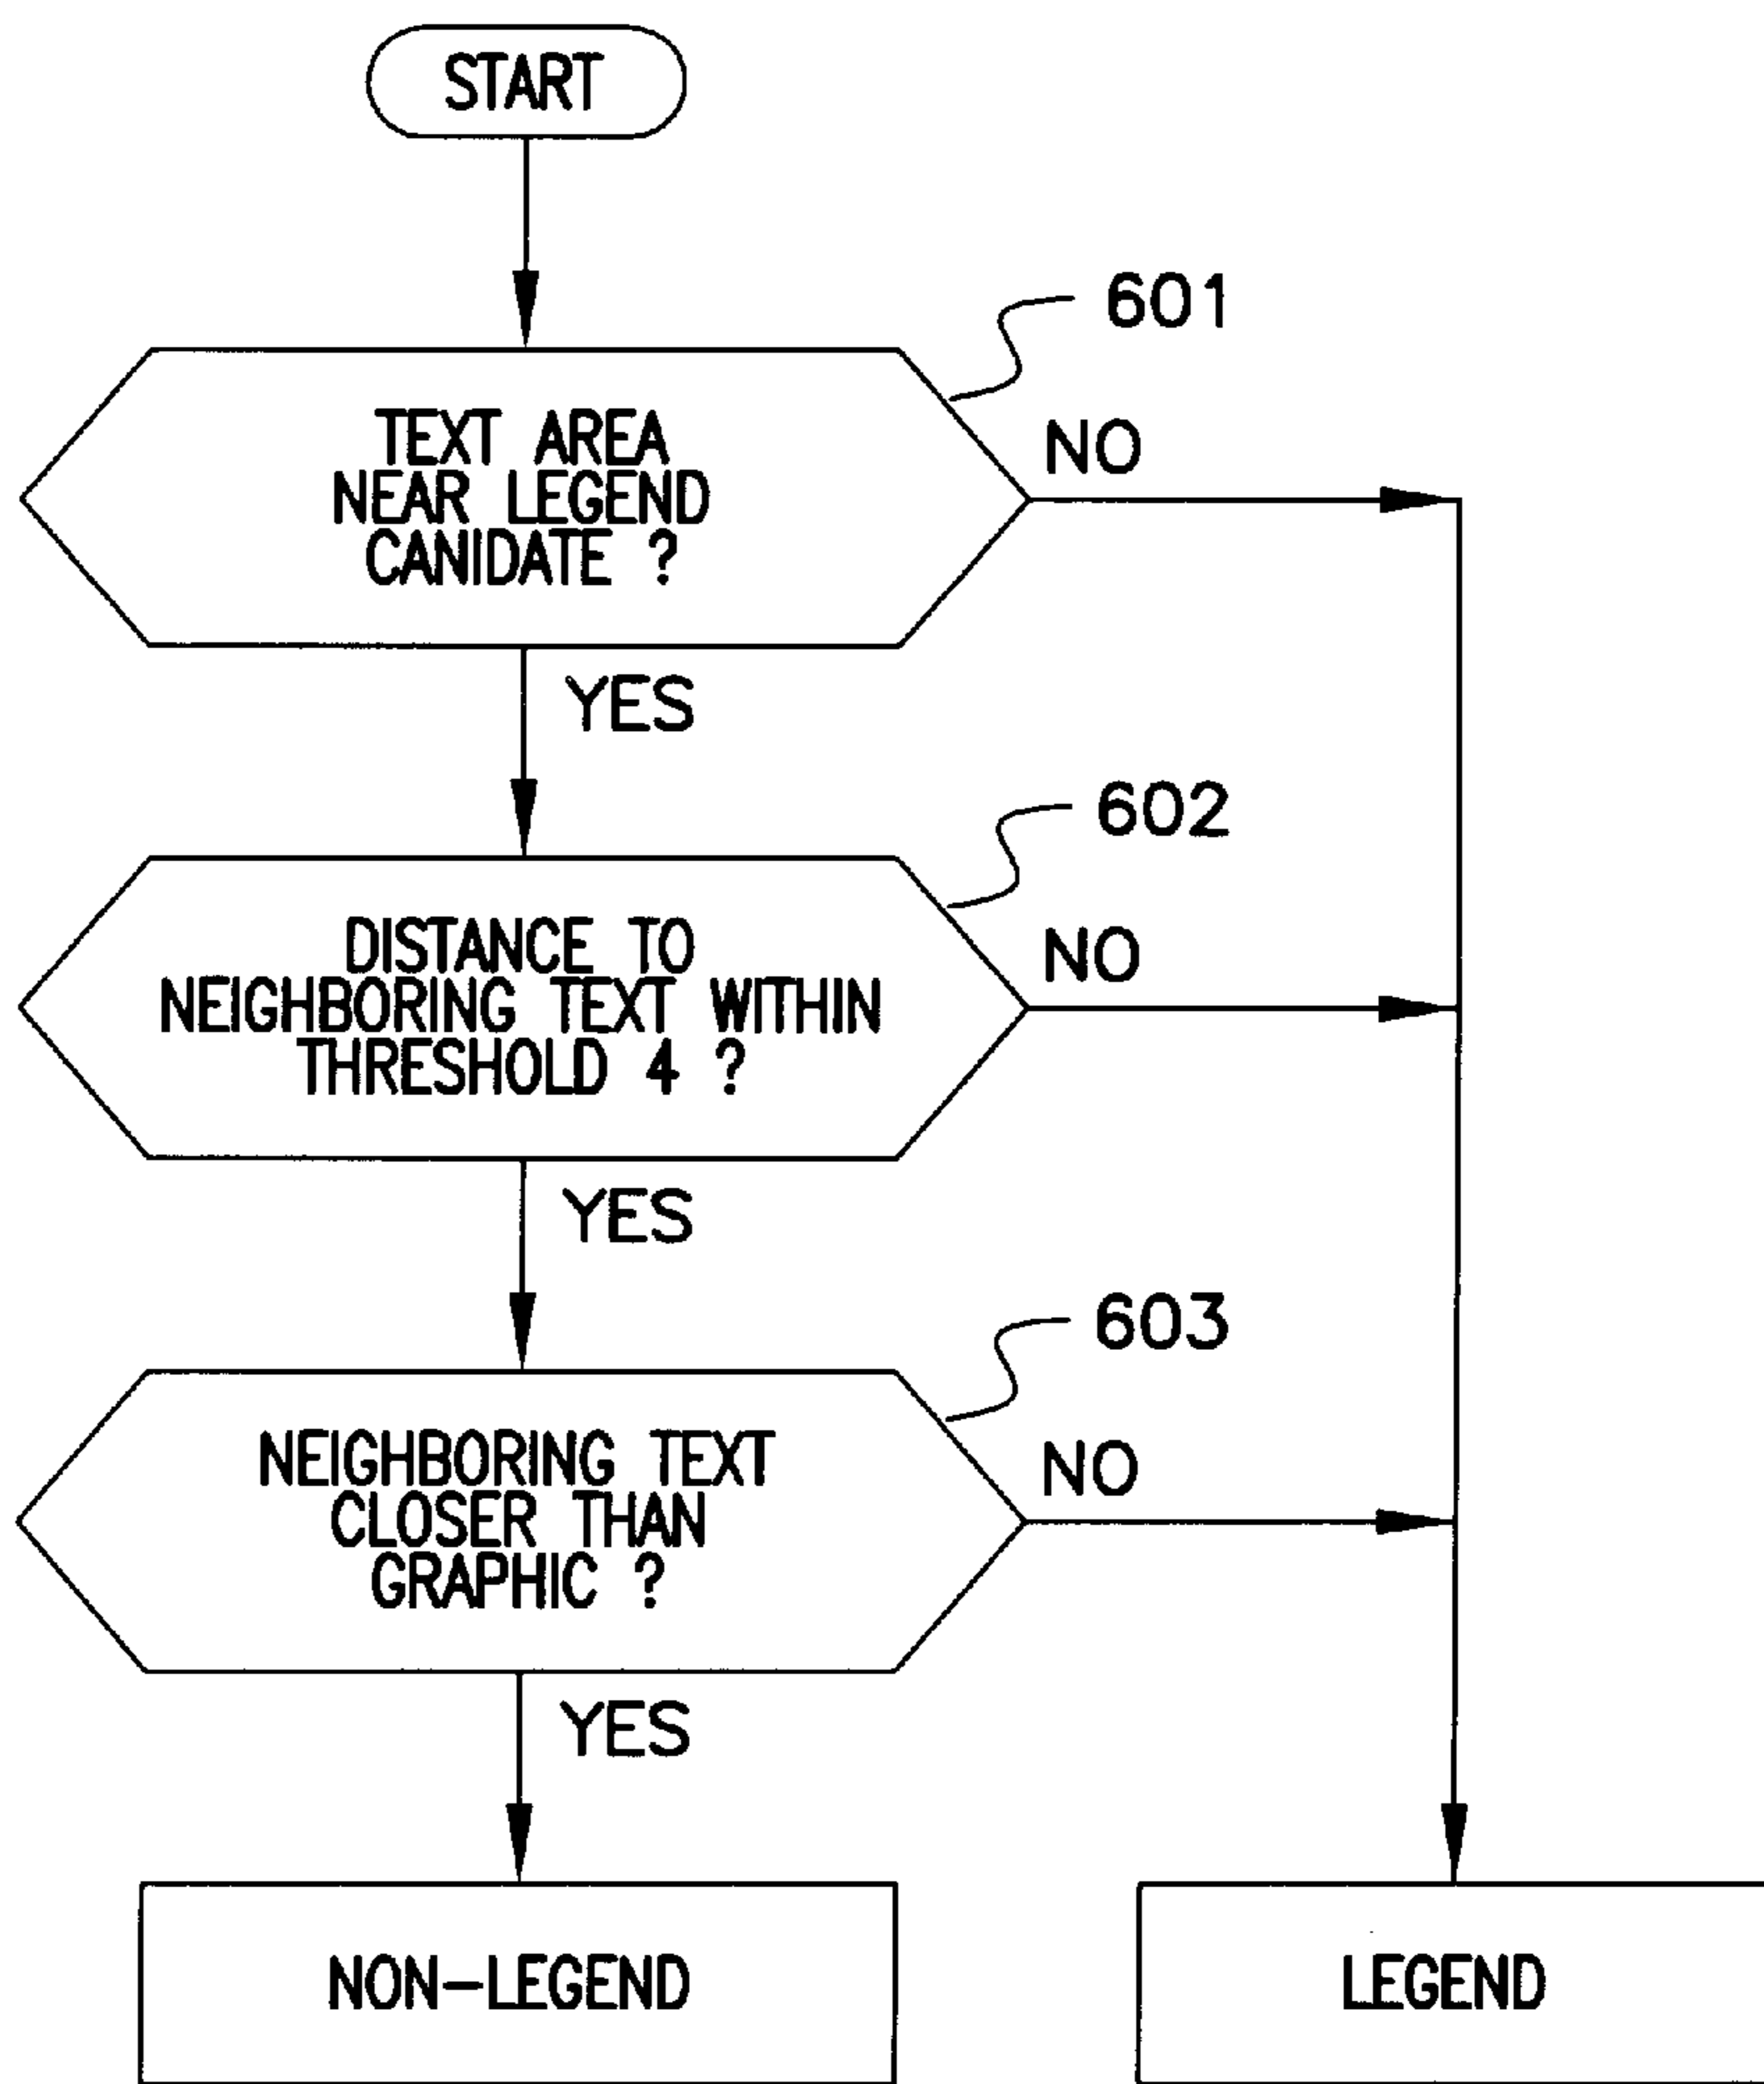 START
601
TEXT AREA
NEAR LEGEND
CANIDATE ?
NO
YES
602
DISTANCE TO
NEIGHBORING TEXT WITHIN
THRESHOLD 4 ?
NO
YES
603
NEIGHBORING TEXT
CLOSER THAN
GRAPHIC ?
NO
YES
NON-LEGEND
LEGEND